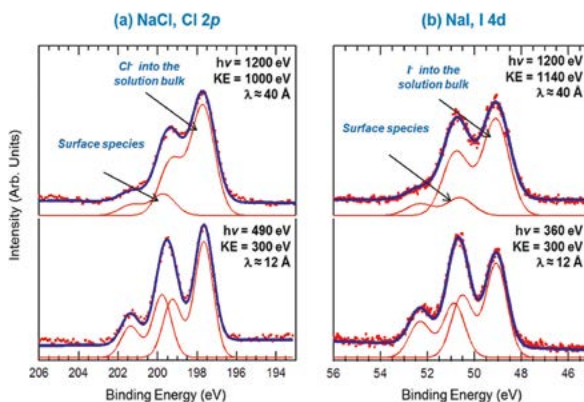 (a) NaCl, Cl 2p
(b) NaI, I 4d
Intensity (Arb. Units)
Cl⁻ into the
solution bulk
Surface species
hν = 1200 eV
KE = 1000 eV
λ ≈ 40 Å
hν = 490 eV
KE = 300 eV
λ ≈ 12 Å
206 204 202 200 198 196 194
Binding Energy (eV)
I⁻ into the
solution bulk
Surface species
hν = 1200 eV
KE = 1140 eV
λ ≈ 40 Å
hν = 360 eV
KE = 300 eV
λ ≈ 12 Å
56 54 52 50 48 46
Binding Energy (eV)